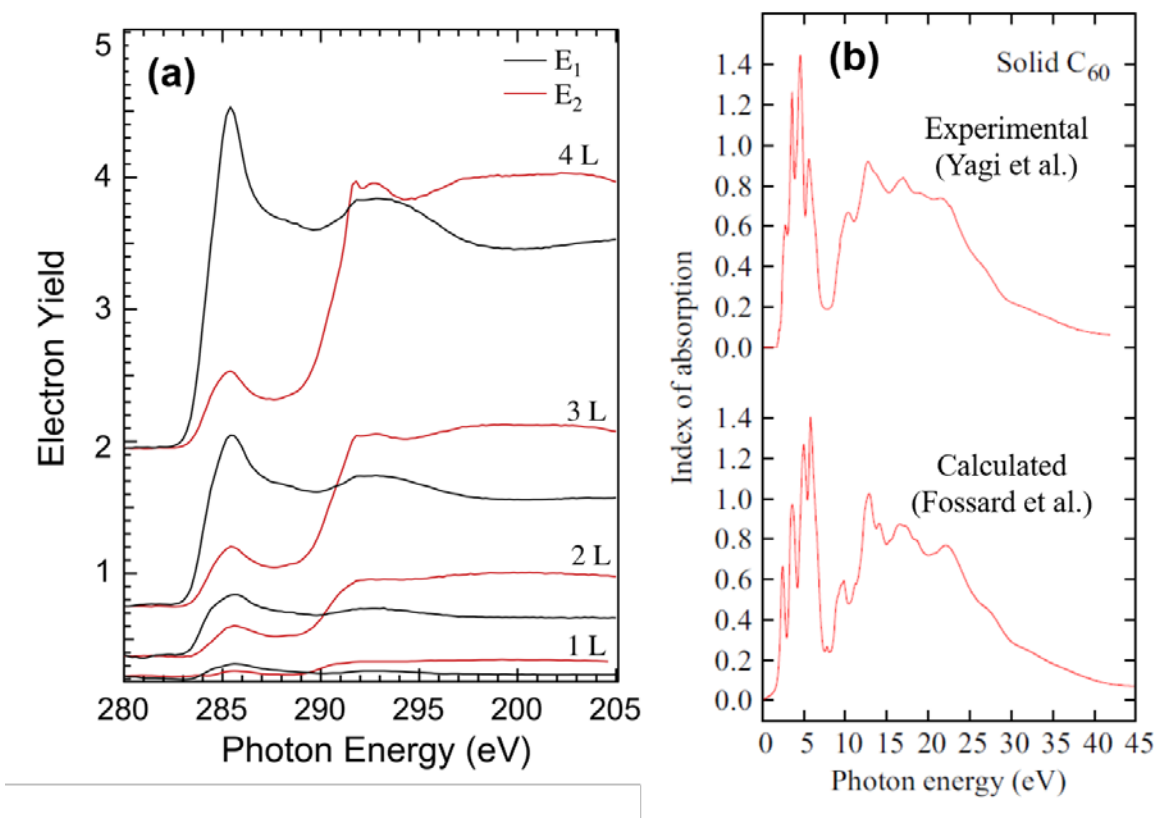 (a)
E1
E2
5
4
3
2
1
4 L
3 L
2 L
1 L
Electron Yield
280 285 290 295 200 205
Photon Energy (eV)
(b)
Solid C60
Experimental
(Yagi et al.)
1.4
1.2
1.0
0.8
0.6
0.4
0.2
0.0
Index of absorption
Calculated
(Fossard et al.)
1.4
1.2
1.0
0.8
0.6
0.4
0.2
0.0
0 5 10 15 20 25 30 35 40 45
Photon energy (eV)